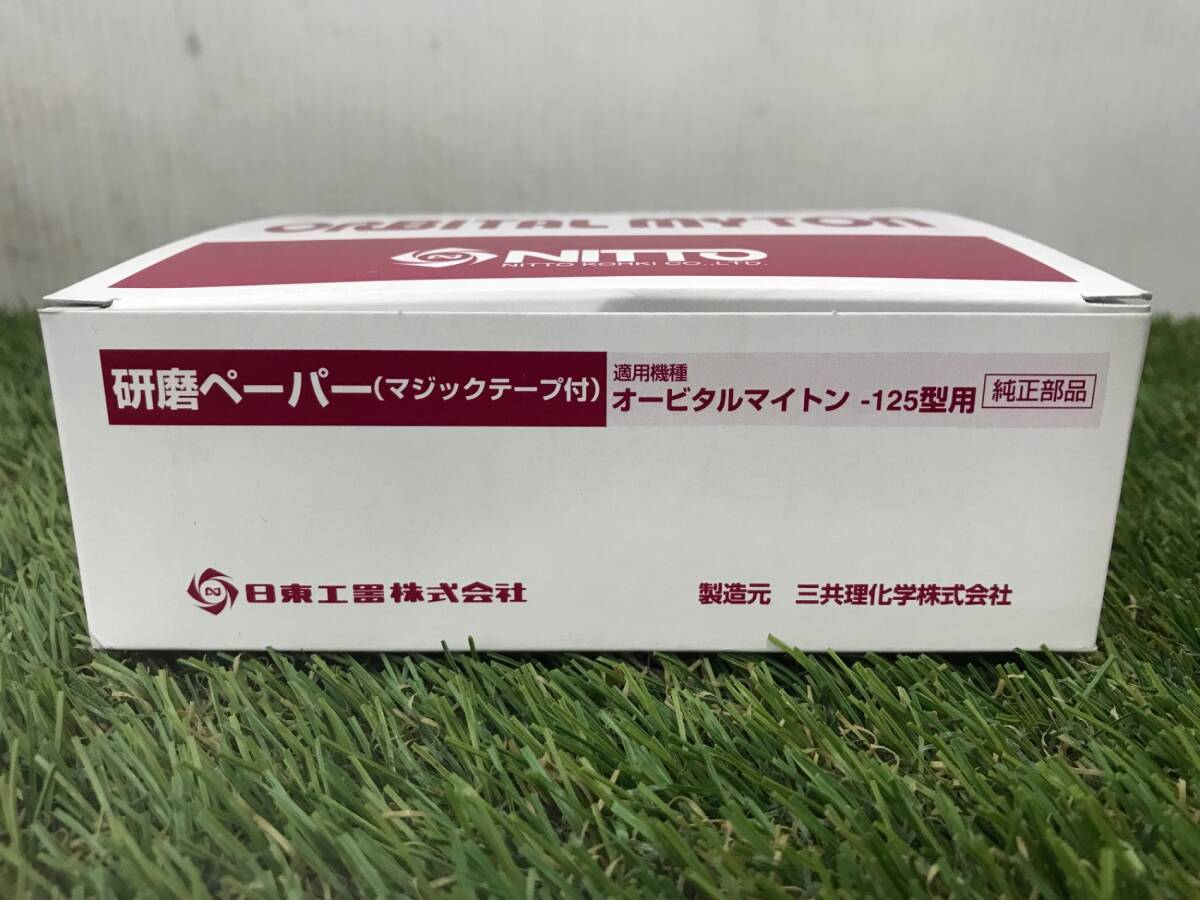 ORBITAL MYTON
NITTO
NITTO KOHKI CO.,LTD.
研磨ペーパー(マジックテープ付)
適用機種
オービタルマイトン -125型用
純正部品
日東工器株式会社
製造元 三共理化学株式会社